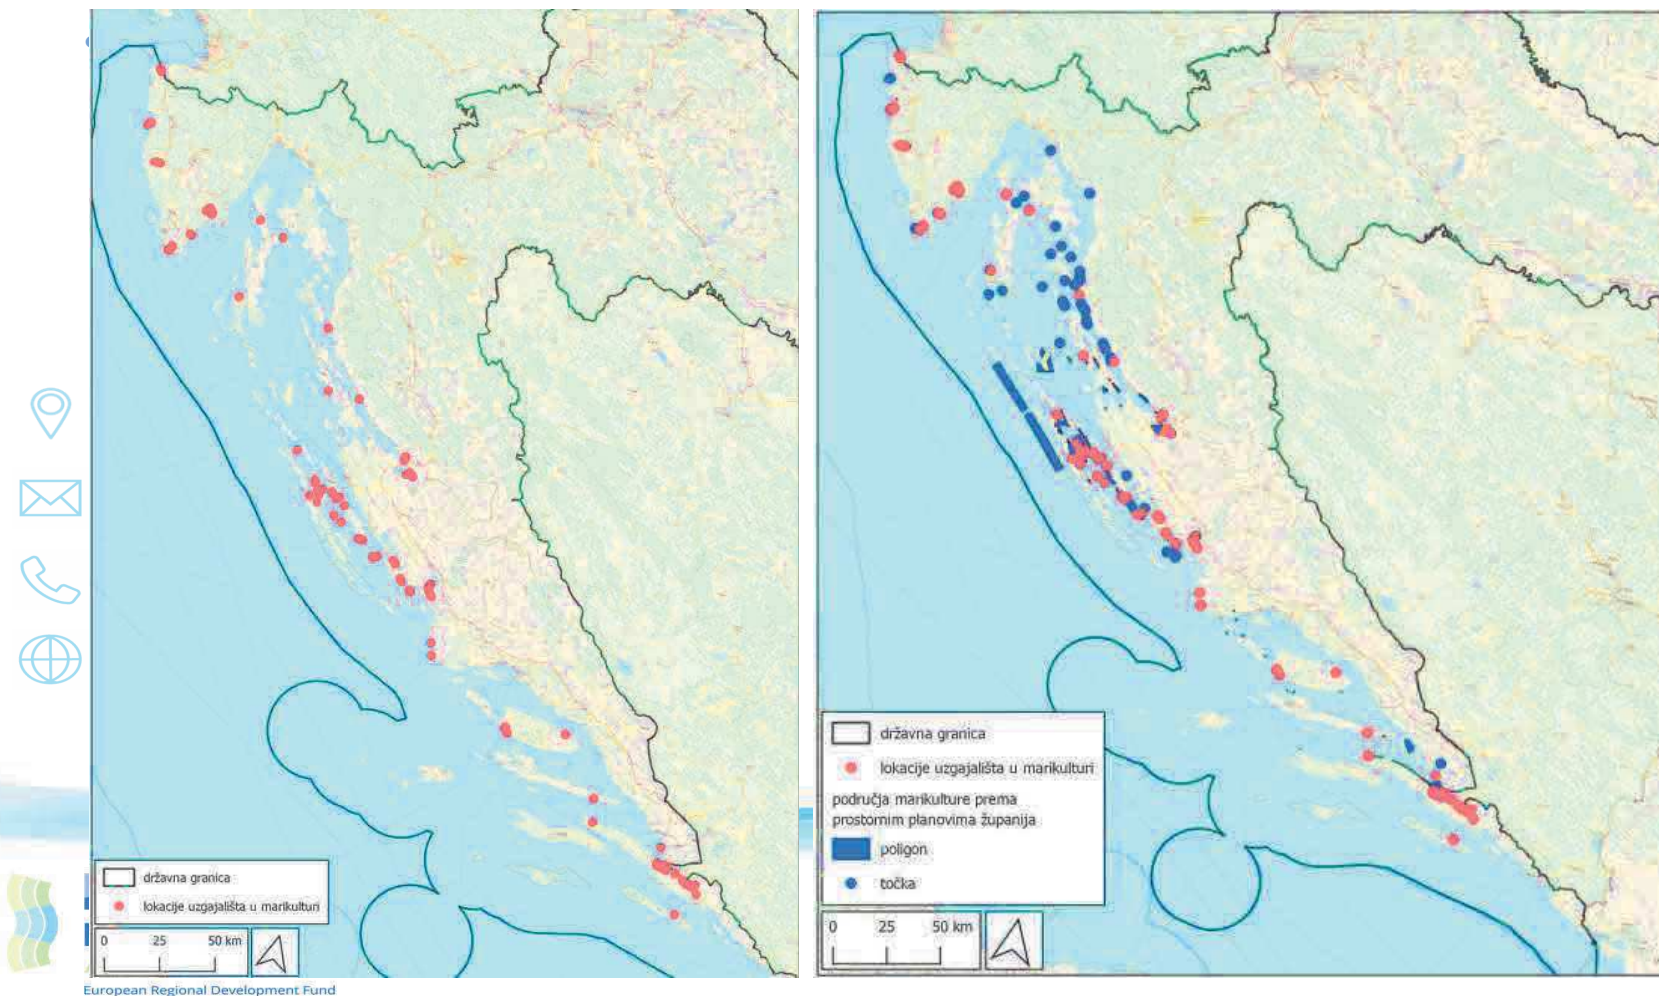 državna granica
lokacije uzgajališta u marikulturi
0 25 50 km
državna granica
lokacije uzgajališta u marikulturi
područja marikulture prema
prostornim planovima županija
poligon
točka
0 25 50 km
European Regional Development Fund